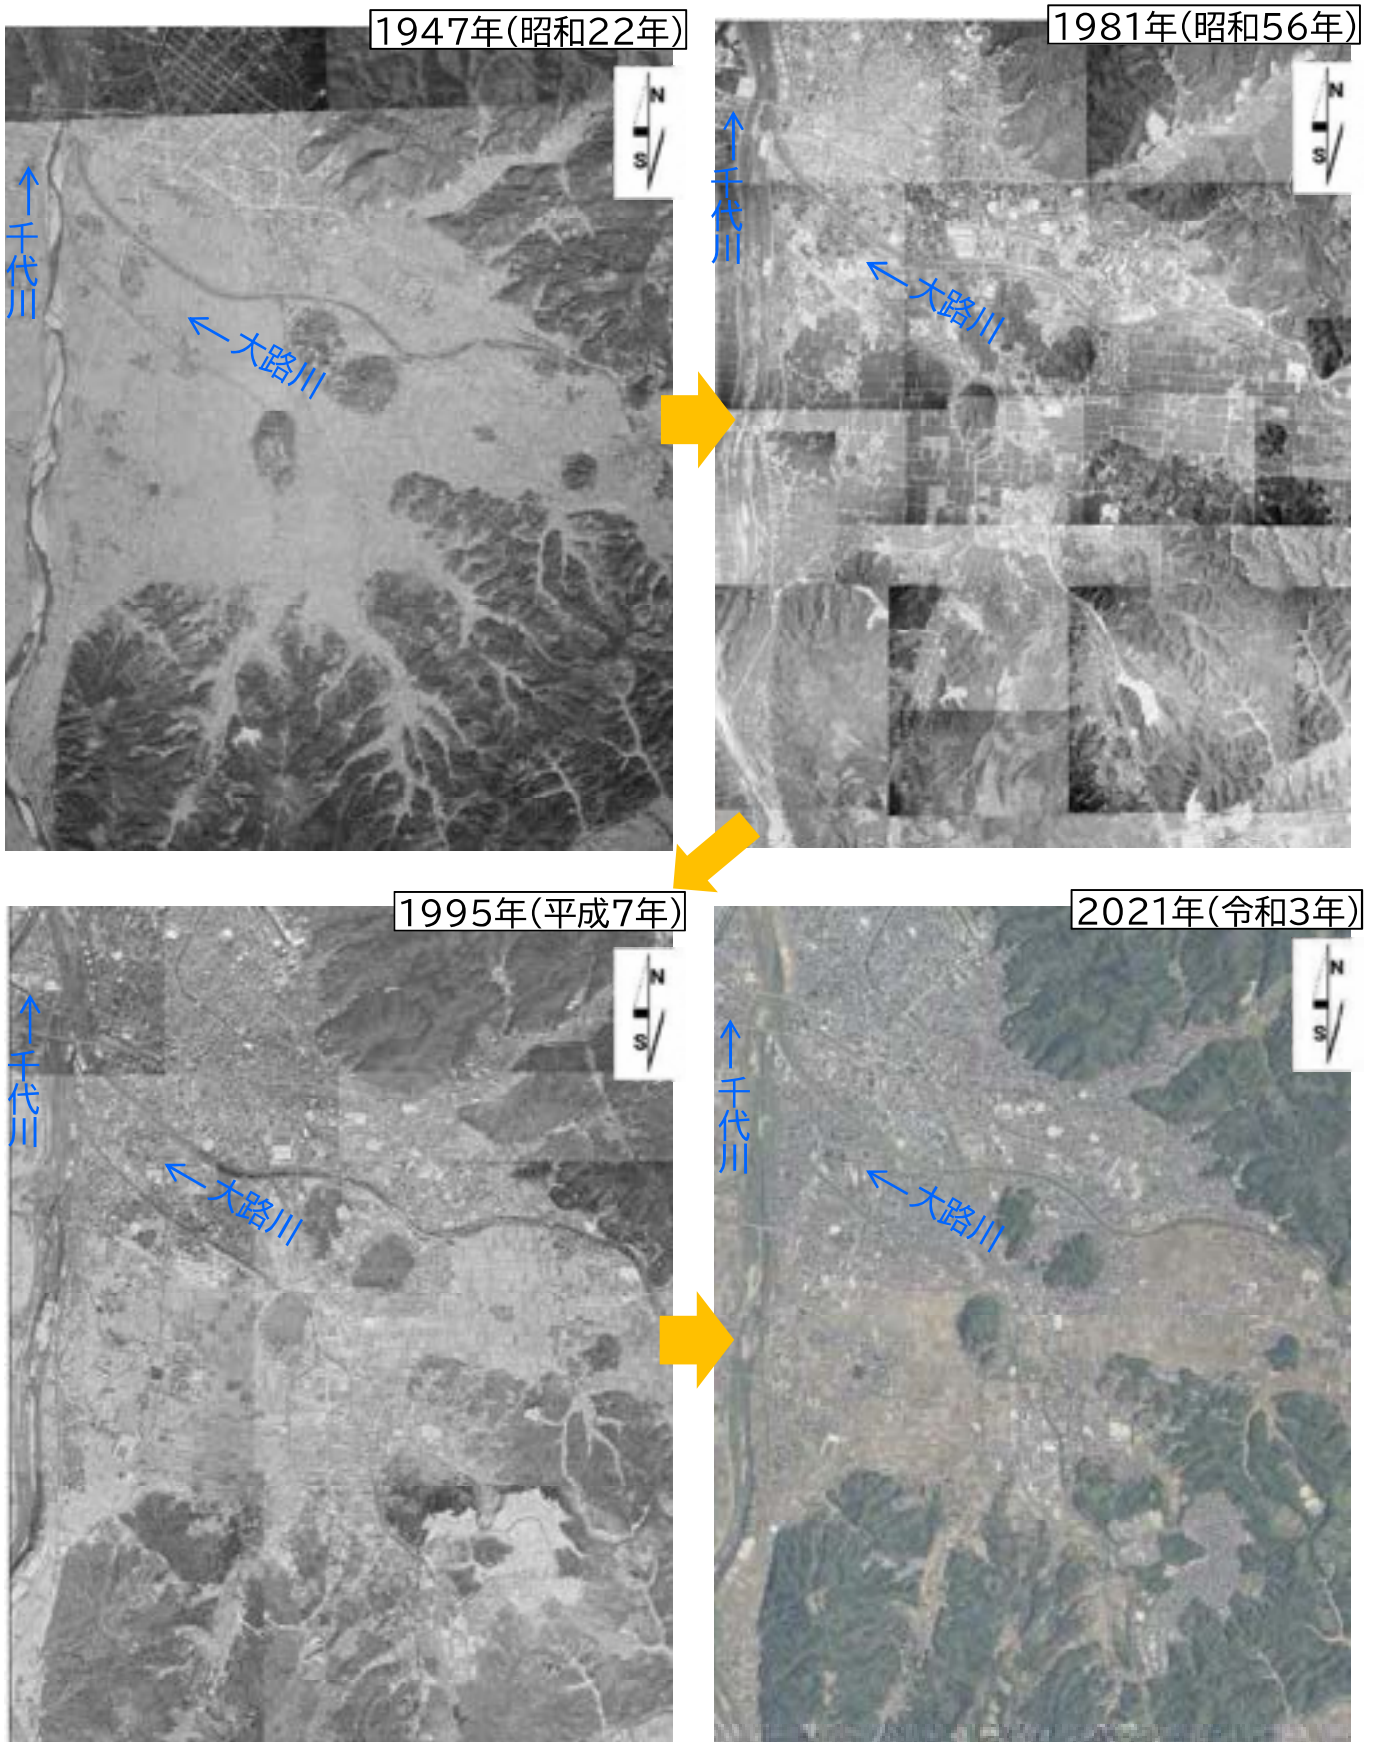 1947年(昭和22年)
N
S
←千代川
←大路川
1981年(昭和56年)
N
S
←千代川
←大路川
1995年(平成7年)
N
S
←千代川
←大路川
2021年(令和3年)
N
S
←千代川
←大路川